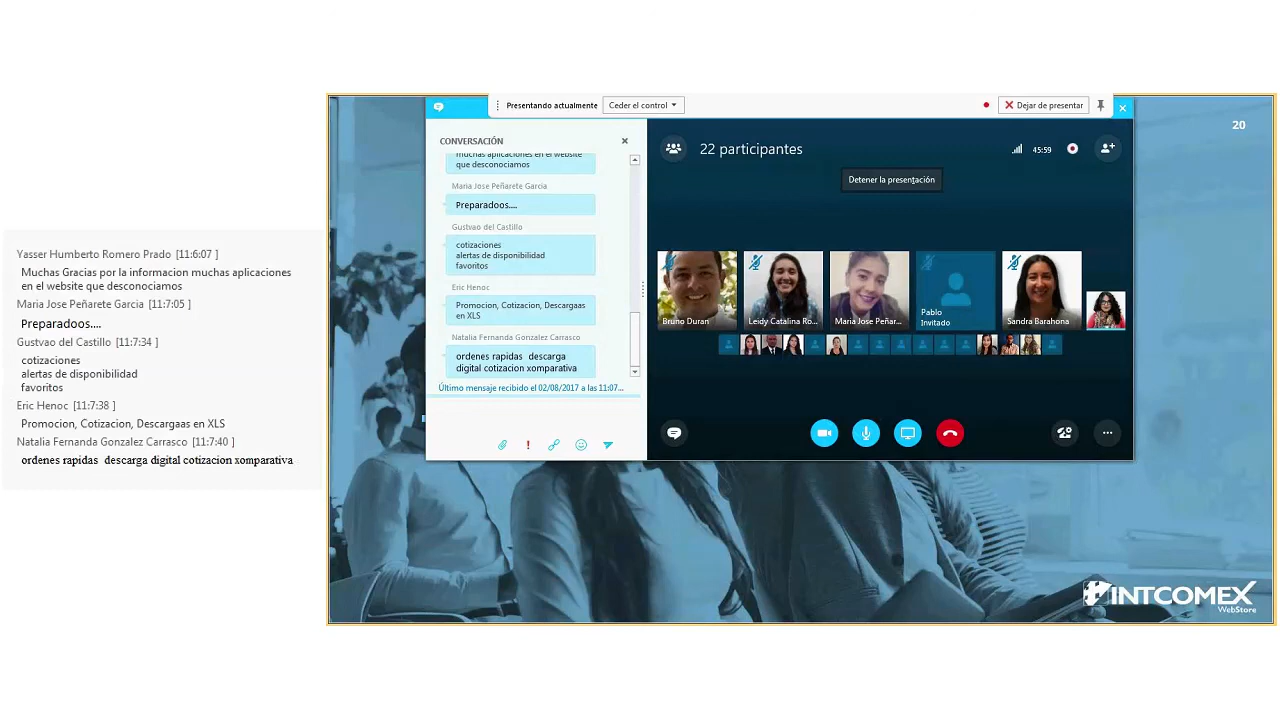 Yasser Humberto Romero Prado [11:6:07 ]
Muchas Gracias por la informacion muchas aplicaciones
en el website que desconociamos
Maria Jose Peñarete Garcia [11:7:05 ]
Preparadoos....
Gustvao del Castillo [11:7:34 ]
cotizaciones
alertas de disponibilidad
favoritos
Eric Henoc [11:7:38 ]
Promocion, Cotizacion, Descargaas en XLS
Natalia Fernanda Gonzalez Carrasco [11:7:40 ]
ordenes rapidas descarga digital cotizacion xomparativa
Presentando actualmente
Ceder el control
Dejar de presentar
20
CONVERSACIÓN
muchas aplicaciones en el website
que desconociamos
Maria Jose Peñarete Garcia
Preparadoos....
Gustvao del Castillo
cotizaciones
alertas de disponibilidad
favoritos
Eric Henoc
Promocion, Cotizacion, Descargaas
en XLS
Natalia Fernanda Gonzalez Carrasco
ordenes rapidas descarga
digital cotizacion xomparativa
Último mensaje recibido el 02/08/2017 a las 11:07...
22 participantes
45:59
Detener la presentación
Bruno Duran
Leidy Catalina Ro...
Maria Jose Peñar...
Pablo
Invitado
Sandra Barahona
INTCOMEX
WebStore